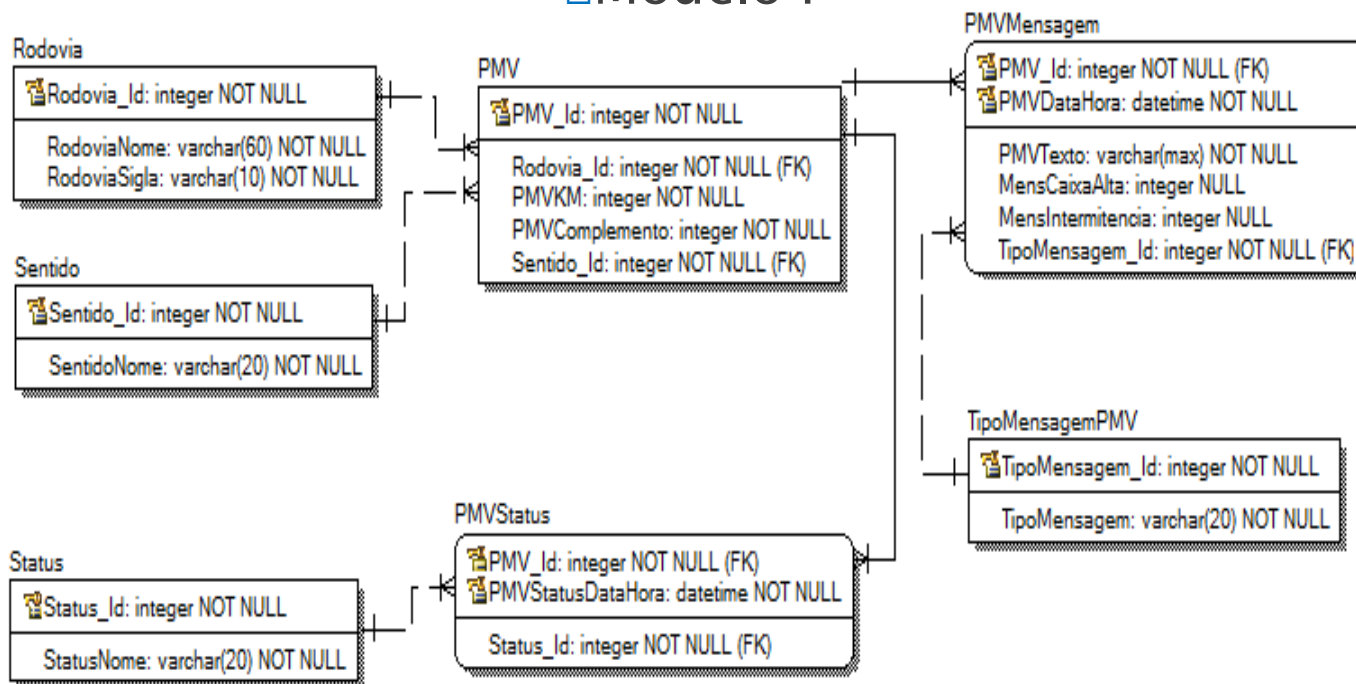 Rodovia
Rodovia_Id: integer NOT NULL
RodoviaNome: varchar(60) NOT NULL
RodoviaSigla: varchar(10) NOT NULL
Sentido
Sentido_Id: integer NOT NULL
SentidoNome: varchar(20) NOT NULL
Status
Status_Id: integer NOT NULL
StatusNome: varchar(20) NOT NULL
PMV
PMV_Id: integer NOT NULL
Rodovia_Id: integer NOT NULL (FK)
PMVKM: integer NOT NULL
PMVComplemento: integer NOT NULL
Sentido_Id: integer NOT NULL (FK)
PMVStatus
PMV_Id: integer NOT NULL (FK)
PMVStatusDataHora: datetime NOT NULL
Status_Id: integer NOT NULL (FK)
PMVMensagem
PMV_Id: integer NOT NULL (FK)
PMVDataHora: datetime NOT NULL
PMVTexto: varchar(max) NOT NULL
MensCaixaAlta: integer NULL
MensIntermitencia: integer NULL
TipoMensagem_Id: integer NOT NULL (FK)
TipoMensagemPMV
TipoMensagem_Id: integer NOT NULL
TipoMensagem: varchar(20) NOT NULL